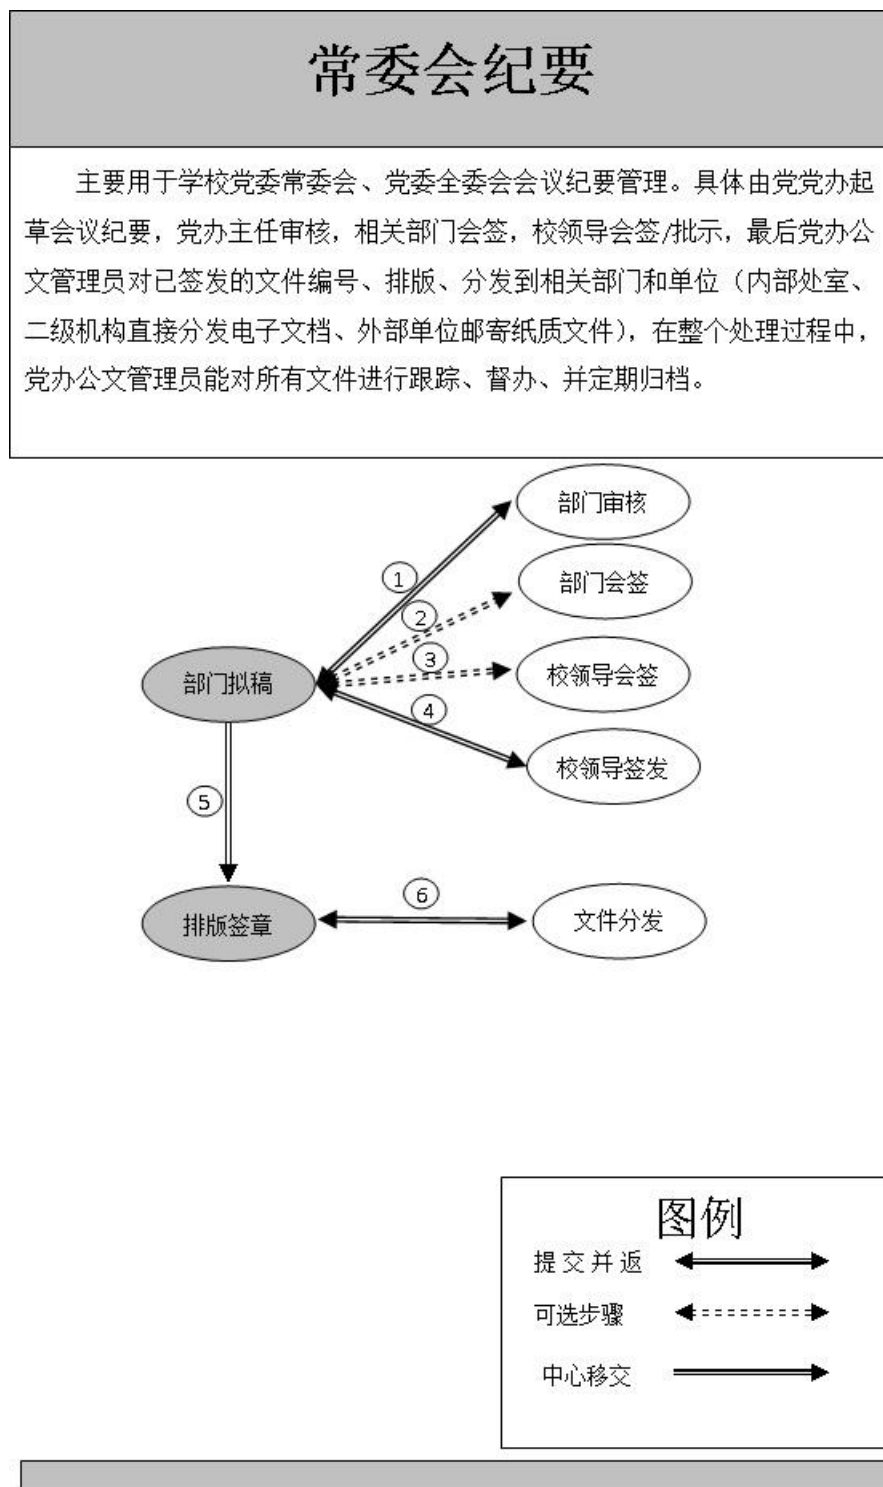 常委会纪要
主要用于学校党委常委会、党委全委会会议纪要管理。具体由党党办起
草会议纪要，党办主任审核，相关部门会签，校领导会签/批示，最后党办公
文管理员对已签发的文件编号、排版、分发到相关部门和单位（内部处室、
二级机构直接分发电子文档、外部单位邮寄纸质文件），在整个处理过程中，
党办公文管理员能对所有文件进行跟踪、督办、并定期归档。
部门审核
①
部门会签
②
③
部门拟稿
校领导会签
④
校领导签发
⑤
⑥
排版签章
文件分发
图例
提交并返
可选步骤
中心移交